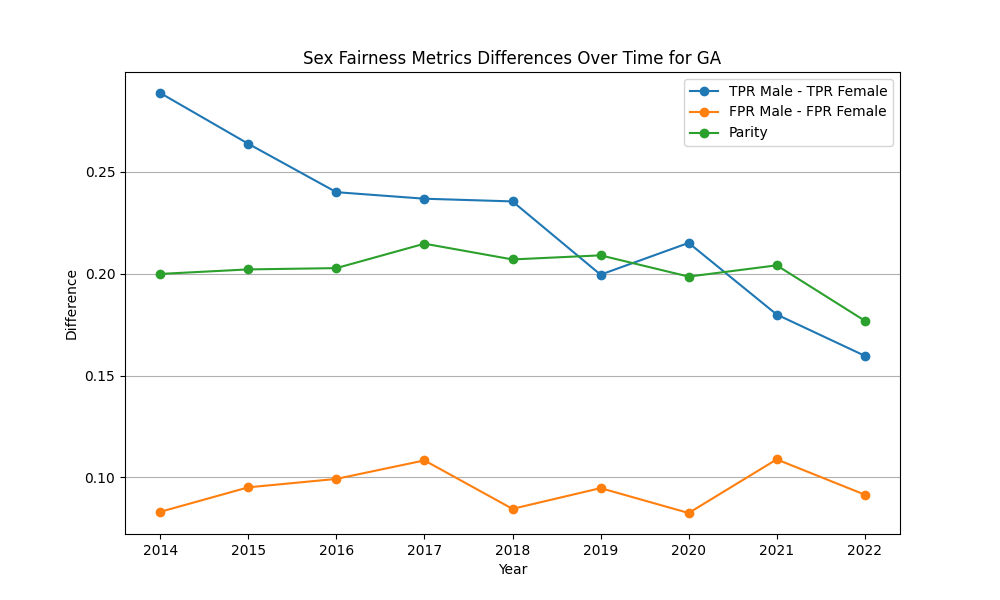 Sex Fairness Metrics Differences Over Time for GA
TPR Male - TPR Female
FPR Male - FPR Female
Parity
Difference
0.25
0.20
0.15
0.10
2014 2015 2016 2017 2018 2019 2020 2021 2022
Year